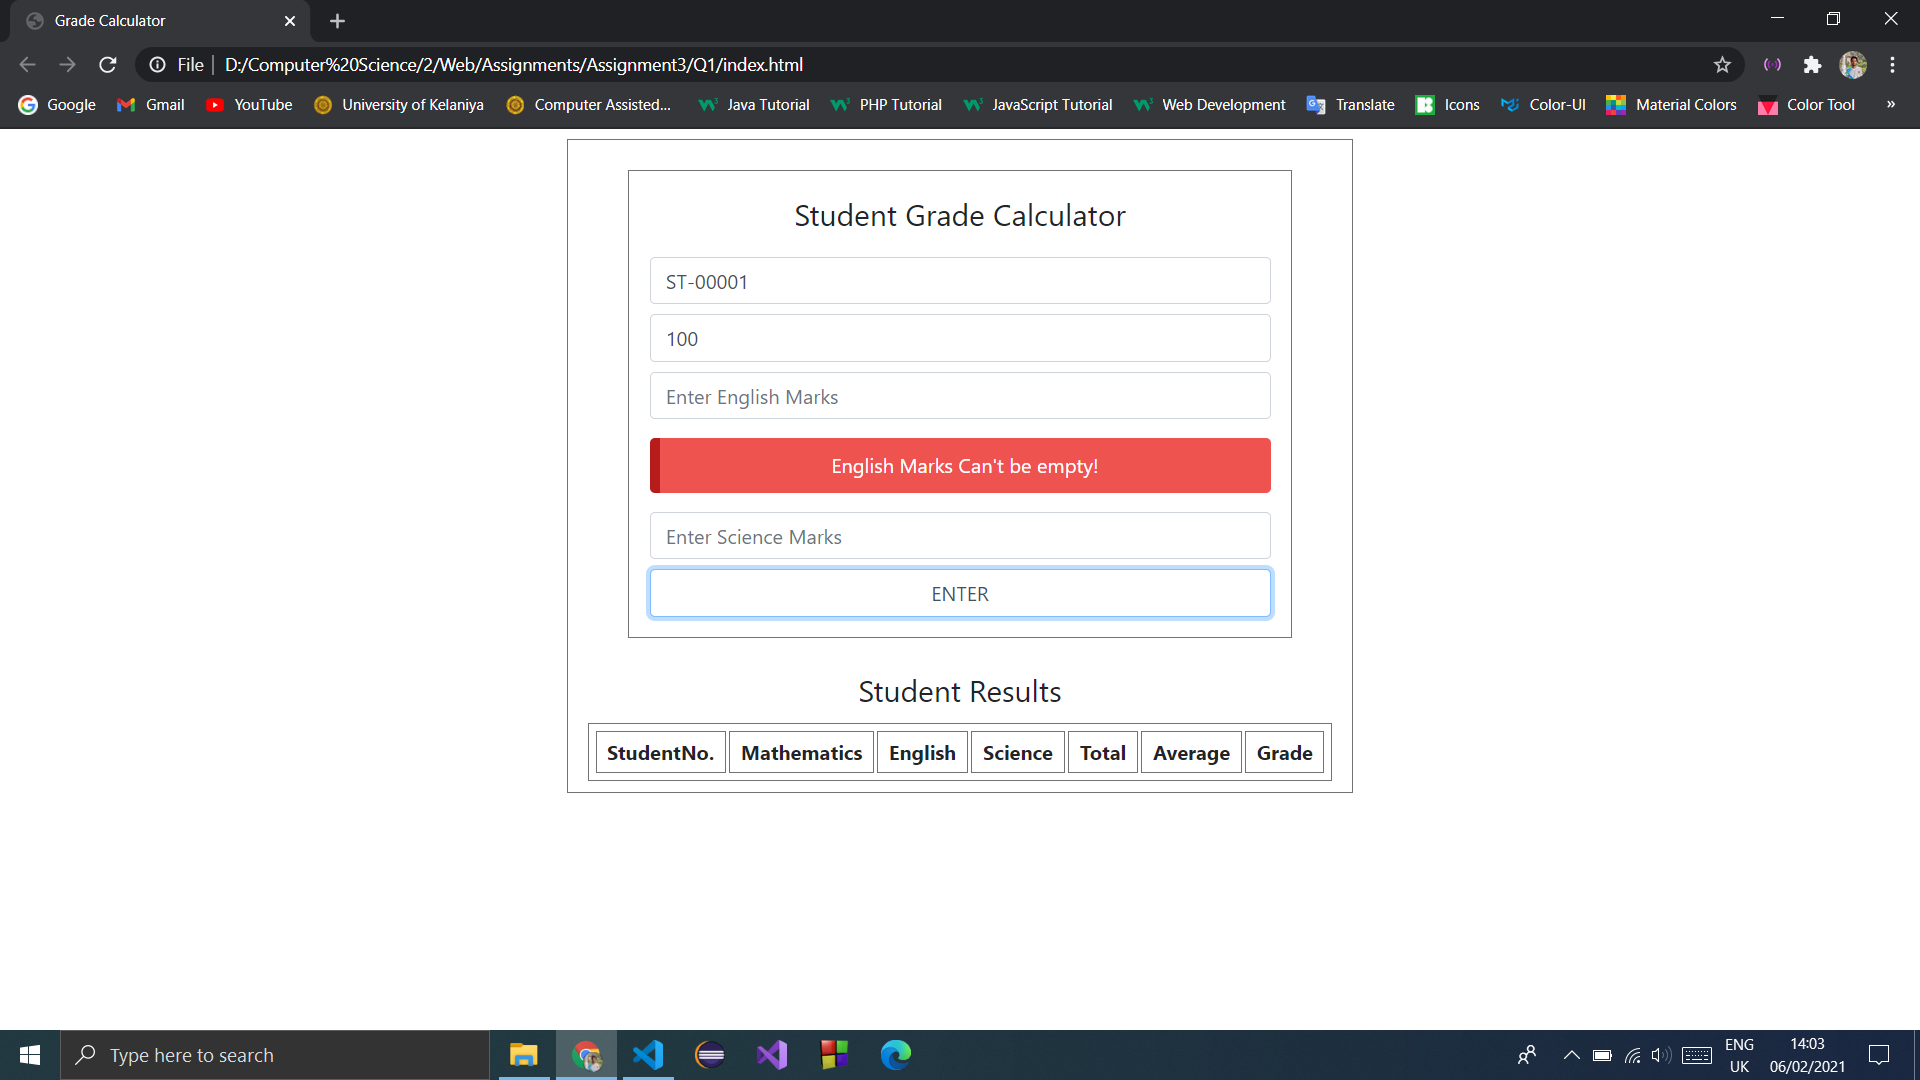 Grade Calculator
File
D:/Computer%20Science/2/Web/Assignments/Assignment3/Q1/index.html
Google Gmail YouTube University of Kelaniya Computer Assisted... Java Tutorial PHP Tutorial JavaScript Tutorial Web Development Translate Icons Color-UI Material Colors Color Tool »
Student Grade Calculator
ST-00001
100
Enter English Marks
English Marks Can't be empty!
Enter Science Marks
ENTER
Student Results
StudentNo. Mathematics English Science Total Average Grade
Type here to search
ENG
UK
14:03
06/02/2021